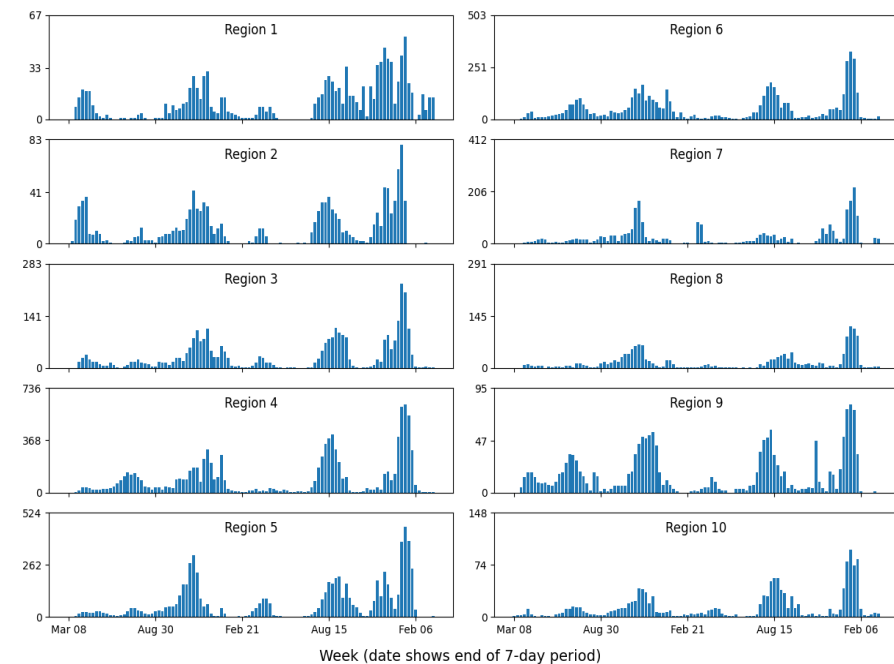 67
Region 1
33
0
83
Region 2
41
0
283
Region 3
141
0
736
Region 4
368
0
524
Region 5
262
0
Mar 08 Aug 30 Feb 21 Aug 15 Feb 06
503
Region 6
251
0
412
Region 7
206
0
291
Region 8
145
0
95
Region 9
47
0
148
Region 10
74
0
Mar 08 Aug 30 Feb 21 Aug 15 Feb 06
Week (date shows end of 7-day period)